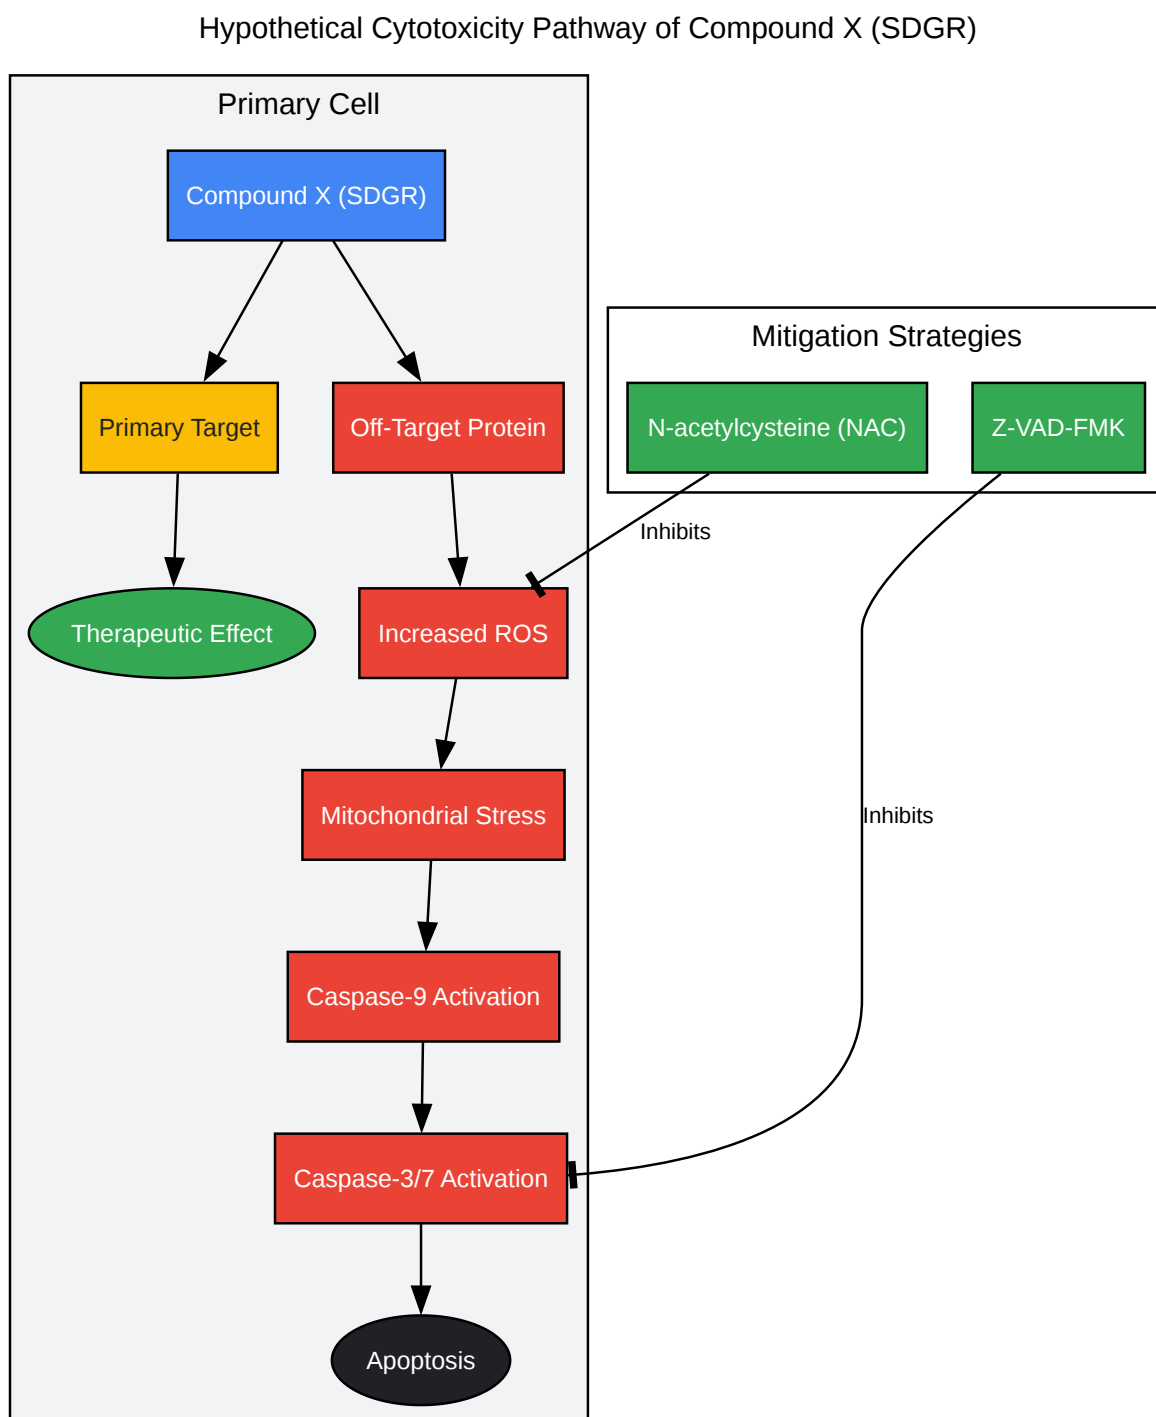 Hypothetical Cytotoxicity Pathway of Compound X (SDGR)
Primary Cell
Compound X (SDGR)
Mitigation Strategies
Primary Target
Off-Target Protein
N-acetylcysteine (NAC)
Z-VAD-FMK
Inhibits
Therapeutic Effect
Increased ROS
Mitochondrial Stress
Inhibits
Caspase-9 Activation
Caspase-3/7 Activation
Apoptosis